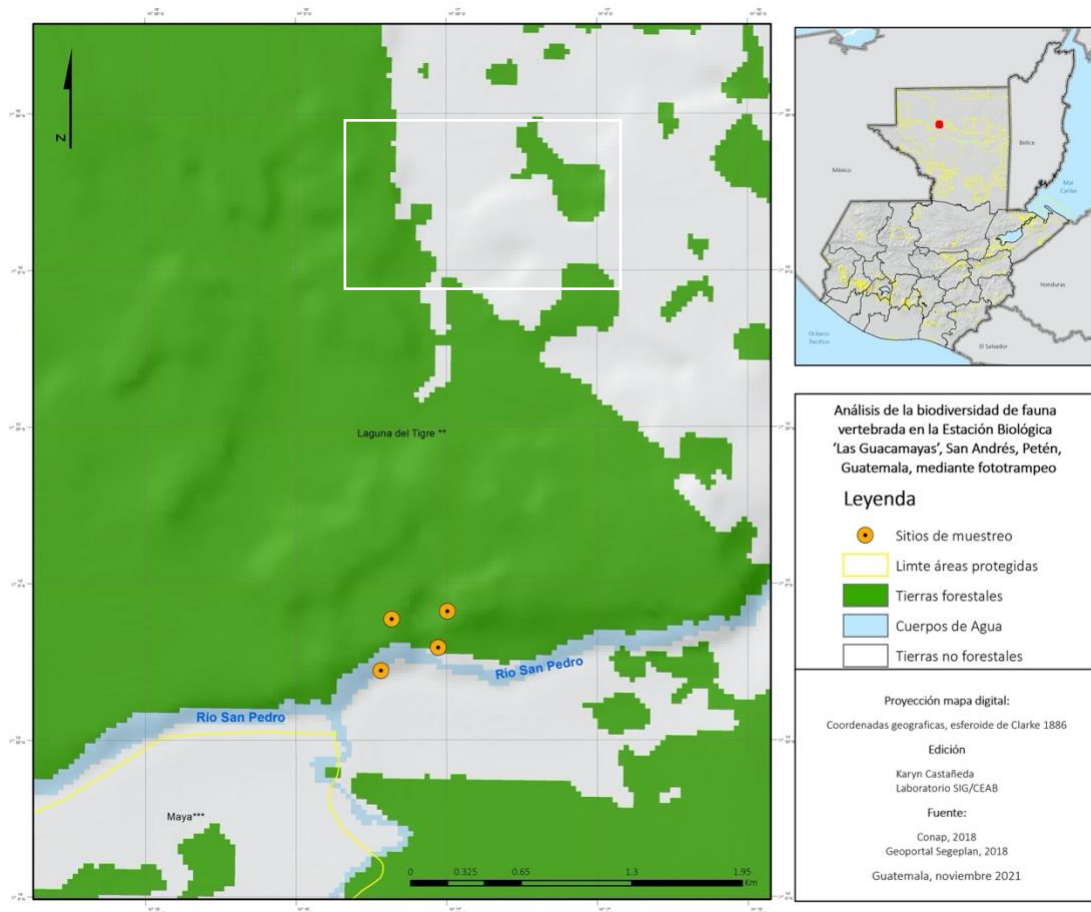 N
Laguna del Tigre **
Río San Pedro
Río San Pedro
Maya***
0 0.325 0.65 1.3 1.95
Km
México
Belice
Mar
Caribe
Honduras
El Salvador
Océano
Pacífico
Análisis de la biodiversidad de fauna
vertebrada en la Estación Biológica
‘Las Guacamayas’, San Andrés, Petén,
Guatemala, mediante fototrampeo
Leyenda
Sitios de muestreo
Limte áreas protegidas
Tierras forestales
Cuerpos de Agua
Tierras no forestales
Proyección mapa digital:
Coordenadas geograficas, esferoide de Clarke 1886
Edición
Karyn Castañeda
Laboratorio SIG/CEAB
Fuente:
Conap, 2018
Geoportal Segeplan, 2018
Guatemala, noviembre 2021